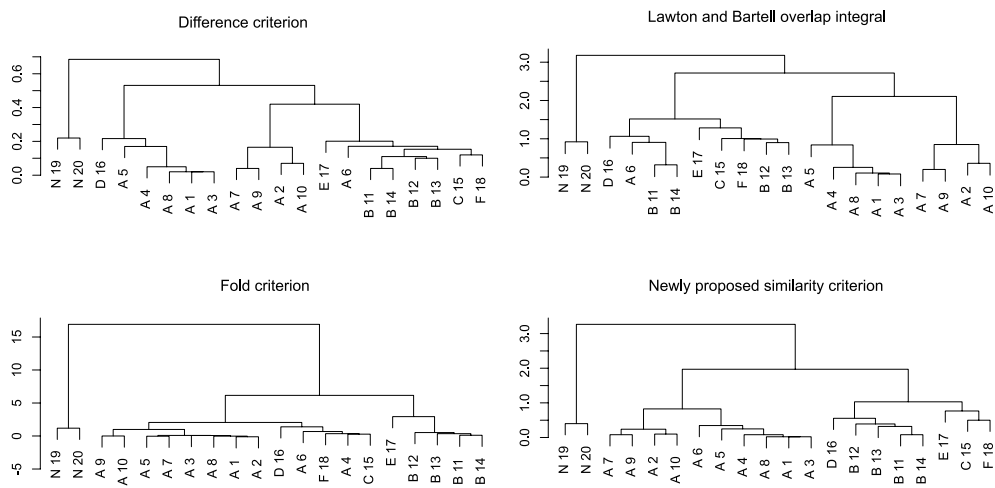 Difference criterion
0.6
0.4
0.2
0.0
N 19
N 20
D 16
A 5
A 4
A 8
A 1
A 3
A 7
A 9
A 2
A 10
E 17
A 6
B 11
B 14
B 12
B 13
C 15
F 18
Lawton and Bartell overlap integral
3.0
2.0
1.0
0.0
N 19
N 20
D 16
A 6
B 11
B 14
E 17
C 15
F 18
B 12
B 13
A 5
A 4
A 8
A 1
A 3
A 7
A 9
A 2
A 10
Fold criterion
15
10
5
0
−5
N 19
N 20
A 9
A 10
A 5
A 7
A 3
A 8
A 1
A 2
D 16
A 6
F 18
A 4
C 15
E 17
B 12
B 13
B 11
B 14
Newly proposed similarity criterion
3.0
2.0
1.0
0.0
N 19
N 20
A 7
A 9
A 2
A 10
A 6
A 5
A 4
A 8
A 1
A 3
D 16
B 12
B 13
B 11
B 14
E 17
C 15
F 18